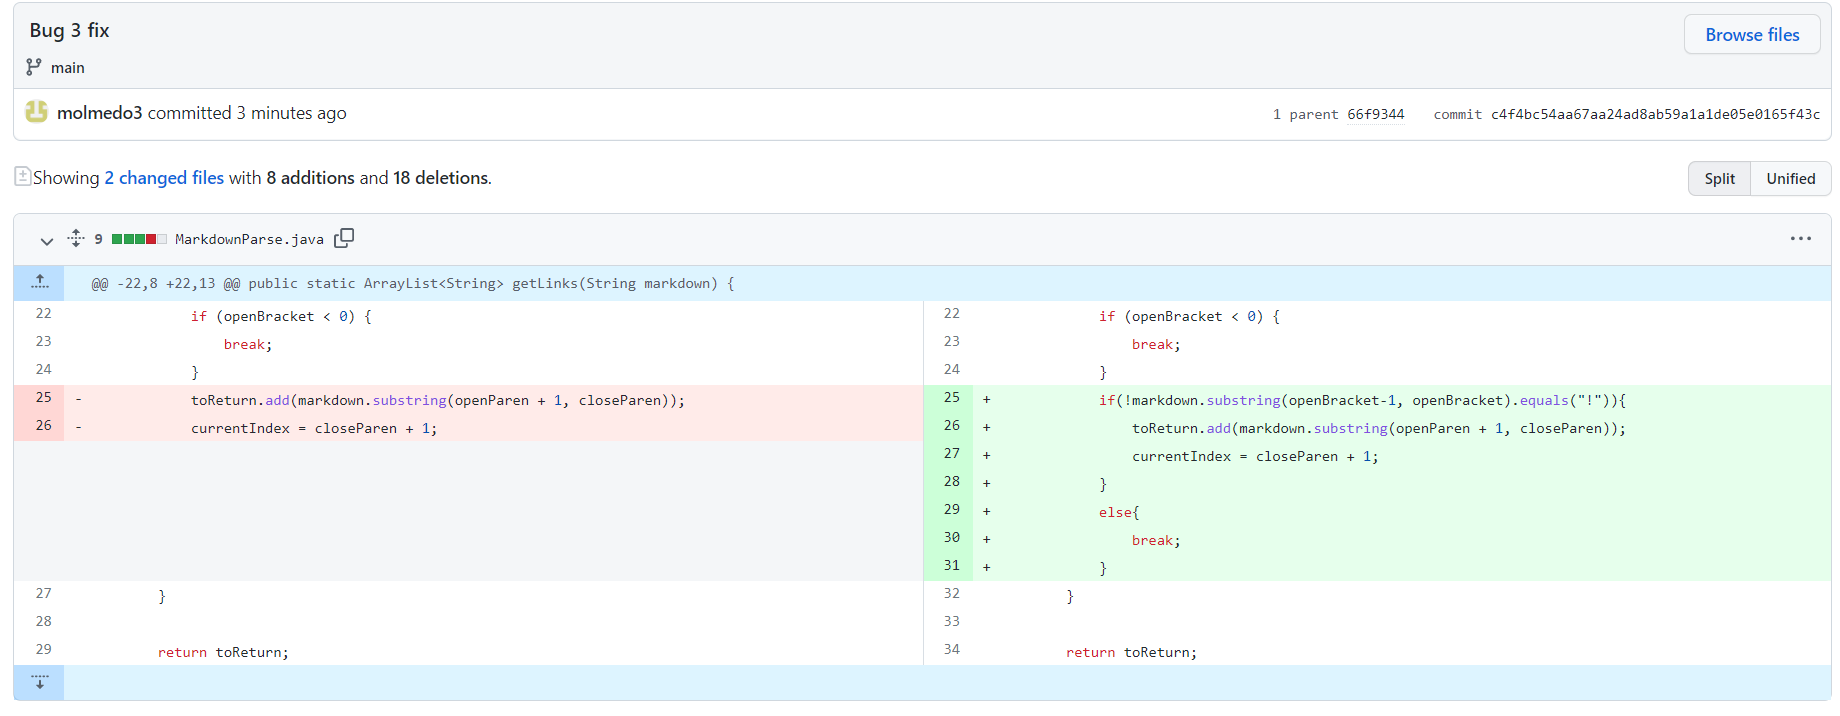 Bug 3 fix
Browse files
main
molmedo3 committed 3 minutes ago
1 parent 66f9344 commit c4f4bc54aa67aa24ad8ab59a1a1de05e0165f43c
Showing 2 changed files with 8 additions and 18 deletions.
Split Unified
9 MarkdownParse.java
@@ -22,8 +22,13 @@ public static ArrayList<String> getLinks(String markdown) {
22 if (openBracket < 0) {
23 break;
24 }
25 - toReturn.add(markdown.substring(openParen + 1, closeParen));
26 - currentIndex = closeParen + 1;
27 }
28
29 return toReturn;
22 if (openBracket < 0) {
23 break;
24 }
25 + if(!markdown.substring(openBracket-1, openBracket).equals("!")){
26 + toReturn.add(markdown.substring(openParen + 1, closeParen));
27 + currentIndex = closeParen + 1;
28 + }
29 + else{
30 + break;
31 + }
32 }
33
34 return toReturn;